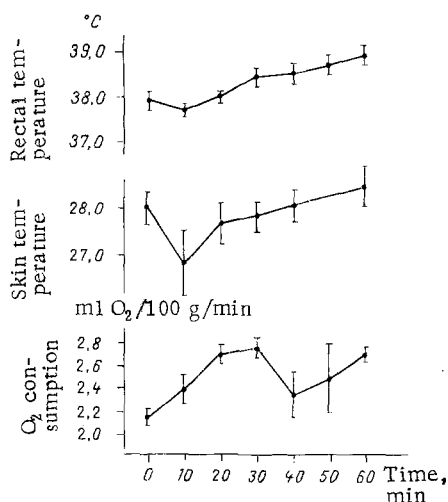 °C
39,0
38,0
37,0
Rectal tem-
perature
28,0
27,0
Skin tem-
perature
ml O₂/100 g/min
2,8
2,6
2,4
2,2
2,0
O₂ con-
sumption
0 10 20 30 40 50 60 Time,
min